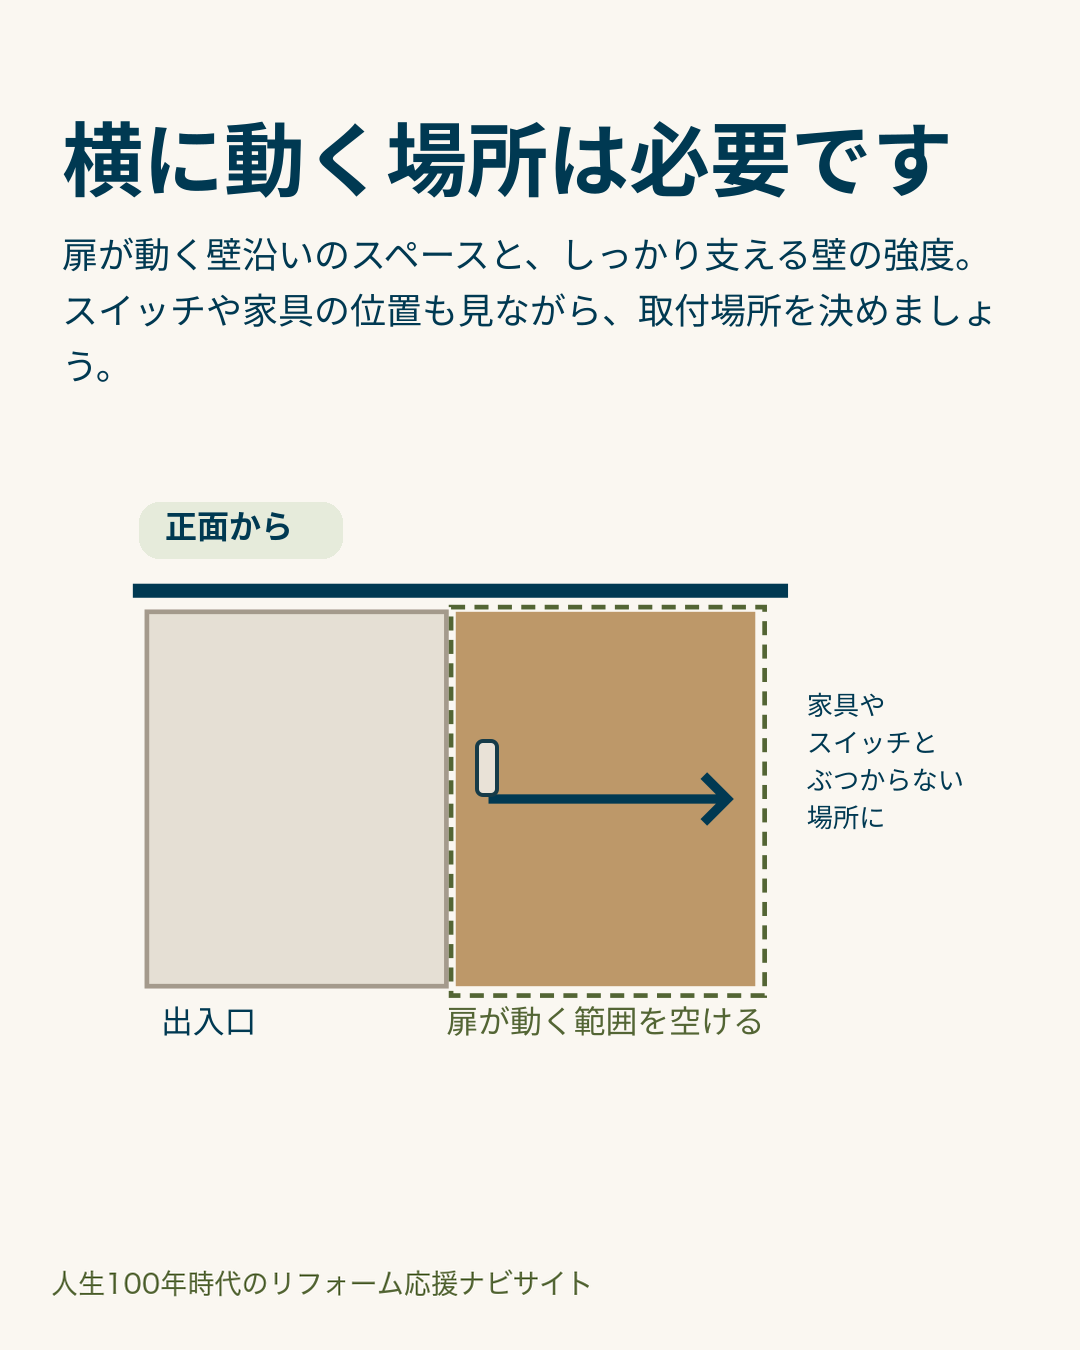 横に動く場所は必要です
扉が動く壁沿いのスペースと、しっかり支える壁の強度。
スイッチや家具の位置も見ながら、取付場所を決めましょ
う。
正面から
家具や
スイッチと
ぶつからない
場所に
出入口
扉が動く範囲を空ける
人生100年時代のリフォーム応援ナビサイト